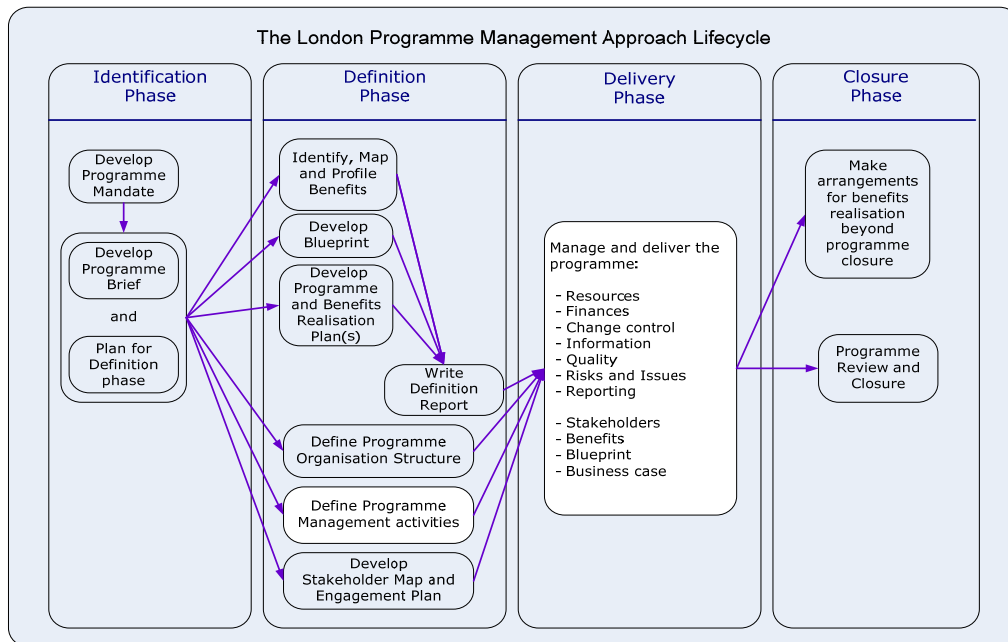 The London Programme Management Approach Lifecycle
Identification
Phase
Develop
Programme
Mandate
Develop
Programme
Brief
and
Plan for
Definition
phase
Definition
Phase
Identify, Map
and Profile
Benefits
Develop
Blueprint
Develop
Programme
and Benefits
Realisation
Plan(s)
Write
Definition
Report
Define Programme
Organisation Structure
Define Programme
Management activities
Develop
Stakeholder Map and
Engagement Plan
Delivery
Phase
Manage and deliver the
programme:
- Resources
- Finances
- Change control
- Information
- Quality
- Risks and Issues
- Reporting
- Stakeholders
- Benefits
- Blueprint
- Business case
Closure
Phase
Make
arrangements
for benefits
realisation
beyond
programme
closure
Programme
Review and
Closure